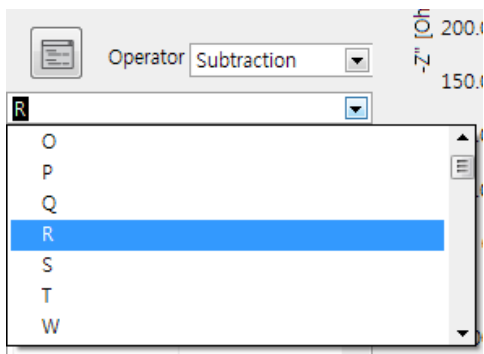 Operator Subtraction
-Z" [Oh
200.0
150.0
R
O
P
Q
R
S
T
W